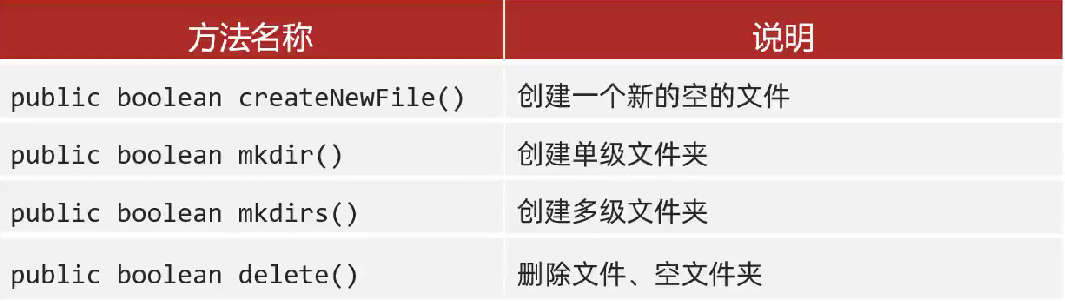 方法名称 说明
public boolean createNewFile() 创建一个新的空的文件
public boolean mkdir() 创建单级文件夹
public boolean mkdirs() 创建多级文件夹
public boolean delete() 删除文件、空文件夹